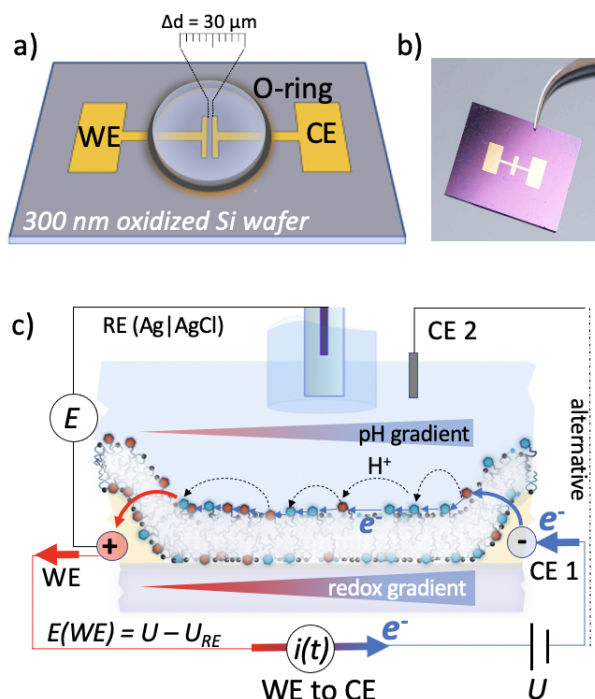 a)
Δd = 30 µm
O-ring
WE
CE
300 nm oxidized Si wafer
b)
c)
RE (Ag|AgCl)
CE 2
E
alternative
pH gradient
H⁺
e⁻
+
-
e⁻
WE
CE 1
redox gradient
E(WE) = U – U_RE
i(t)
e⁻
WE to CE
U